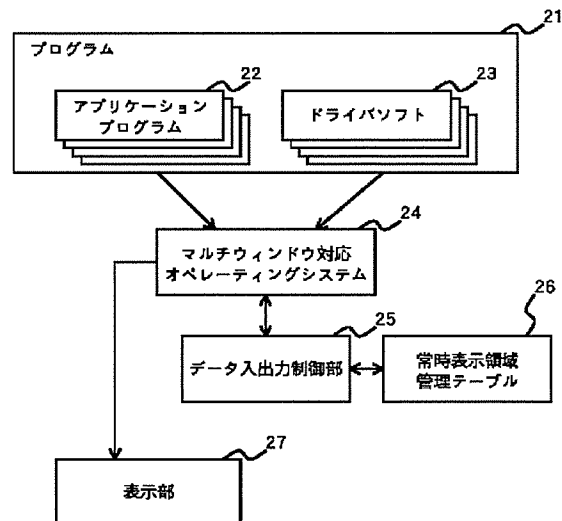 21
プログラム
22
23
アプリケーション
プログラム
ドライバソフト
24
マルチウィンドウ対応
オペレーティングシステム
25
26
データ入出力制御部
常時表示領域
管理テーブル
27
表示部